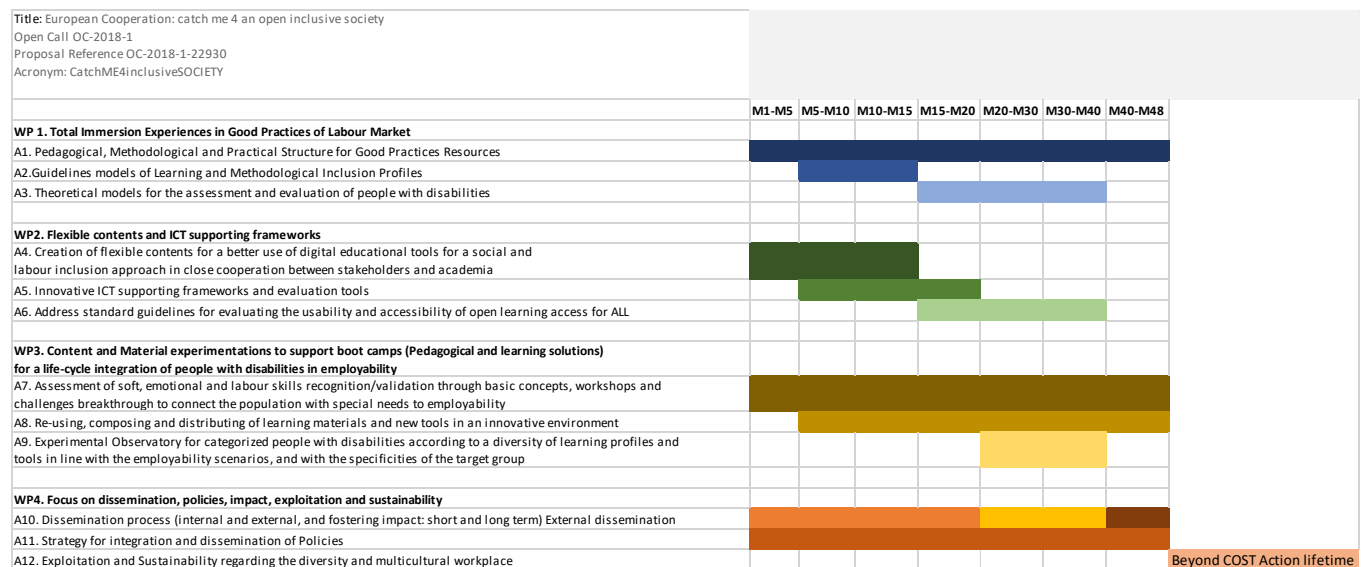 Title: European Cooperation: catch me 4 an open inclusive society
Open Call OC-2018-1
Proposal Reference OC-2018-1-22930
Acronym: CatchME4inclusiveSOCIETY
M1-M5 M5-M10 M10-M15 M15-M20 M20-M30 M30-M40 M40-M48
WP 1. Total Immersion Experiences in Good Practices of Labour Market
A1. Pedagogical, Methodological and Practical Structure for Good Practices Resources
A2.Guidelines models of Learning and Methodological Inclusion Profiles
A3. Theoretical models for the assessment and evaluation of people with disabilities
WP2. Flexible contents and ICT supporting frameworks
A4. Creation of flexible contents for a better use of digital educational tools for a social and
labour inclusion approach in close cooperation between stakeholders and academia
A5. Innovative ICT supporting frameworks and evaluation tools
A6. Address standard guidelines for evaluating the usability and accessibility of open learning access for ALL
WP3. Content and Material experimentations to support boot camps (Pedagogical and learning solutions)
for a life-cycle integration of people with disabilities in employability
A7. Assessment of soft, emotional and labour skills recognition/validation through basic concepts, workshops and
challenges breakthrough to connect the population with special needs to employability
A8. Re-using, composing and distributing of learning materials and new tools in an innovative environment
A9. Experimental Observatory for categorized people with disabilities according to a diversity of learning profiles and
tools in line with the employability scenarios, and with the specificities of the target group
WP4. Focus on dissemination, policies, impact, exploitation and sustainability
A10. Dissemination process (internal and external, and fostering impact: short and long term) External dissemination
A11. Strategy for integration and dissemination of Policies
A12. Exploitation and Sustainability regarding the diversity and multicultural workplace
Beyond COST Action lifetime